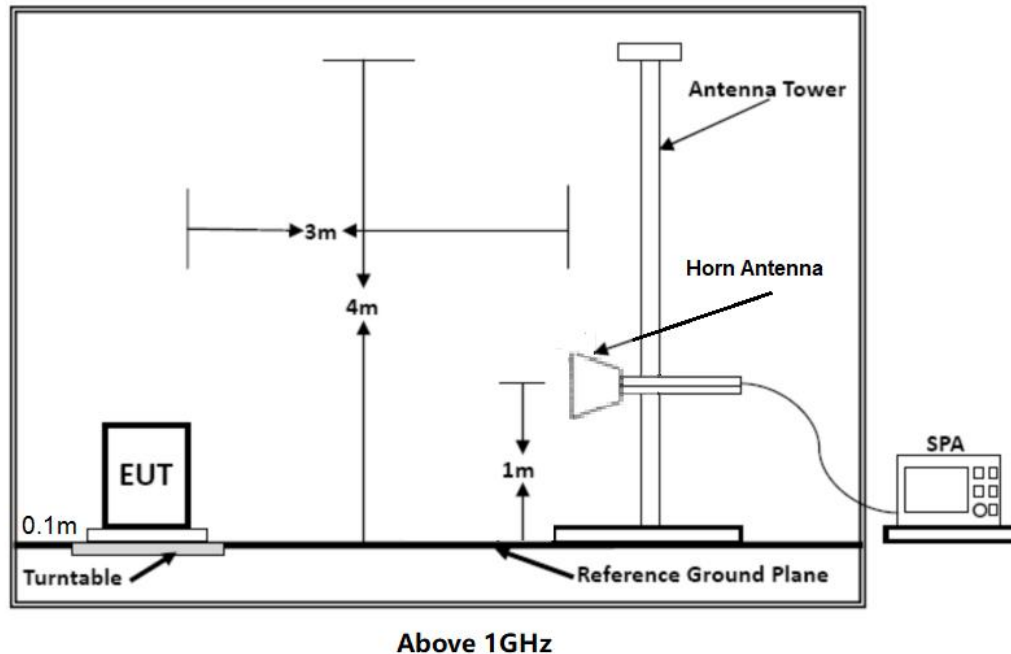 Antenna Tower
3m
Horn Antenna
4m
SPA
EUT
1m
0.1m
Turntable
Reference Ground Plane
Above 1GHz